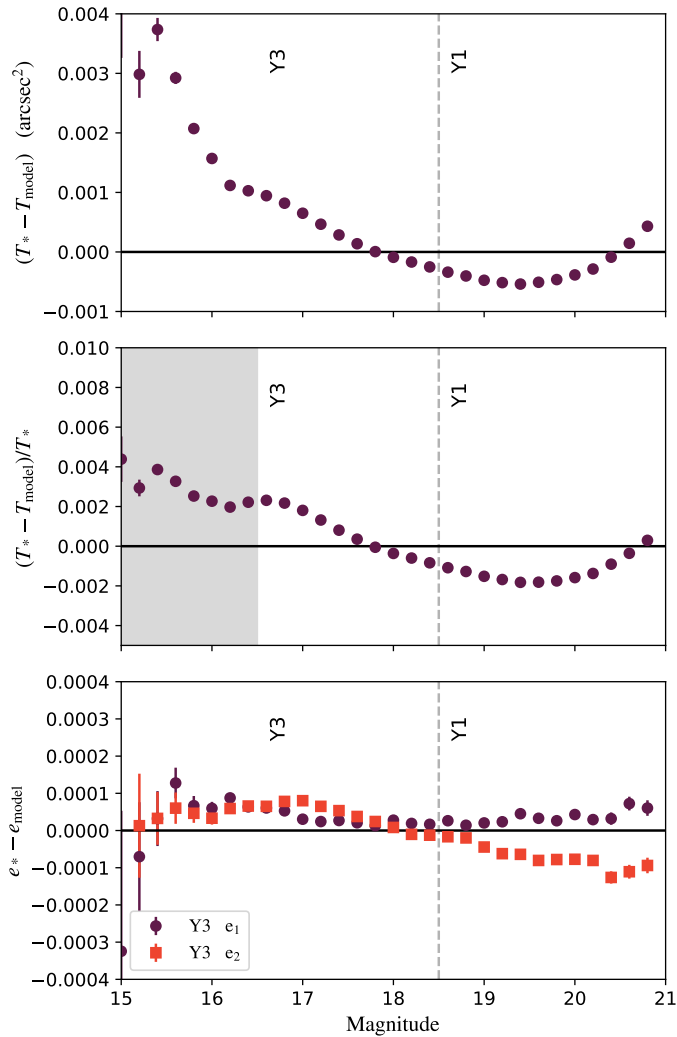 0.004
0.003
0.002
0.001
0.000
−0.001
(T* − T_model) (arcsec²)
Y3
Y1
0.010
0.008
0.006
0.004
0.002
0.000
−0.002
−0.004
(T* − T_model)/T*
Y3
Y1
0.0004
0.0003
0.0002
0.0001
0.0000
−0.0001
−0.0002
−0.0003
−0.0004
e* − e_model
Y3
Y1
Y3 e₁
Y3 e₂
15 16 17 18 19 20 21
Magnitude